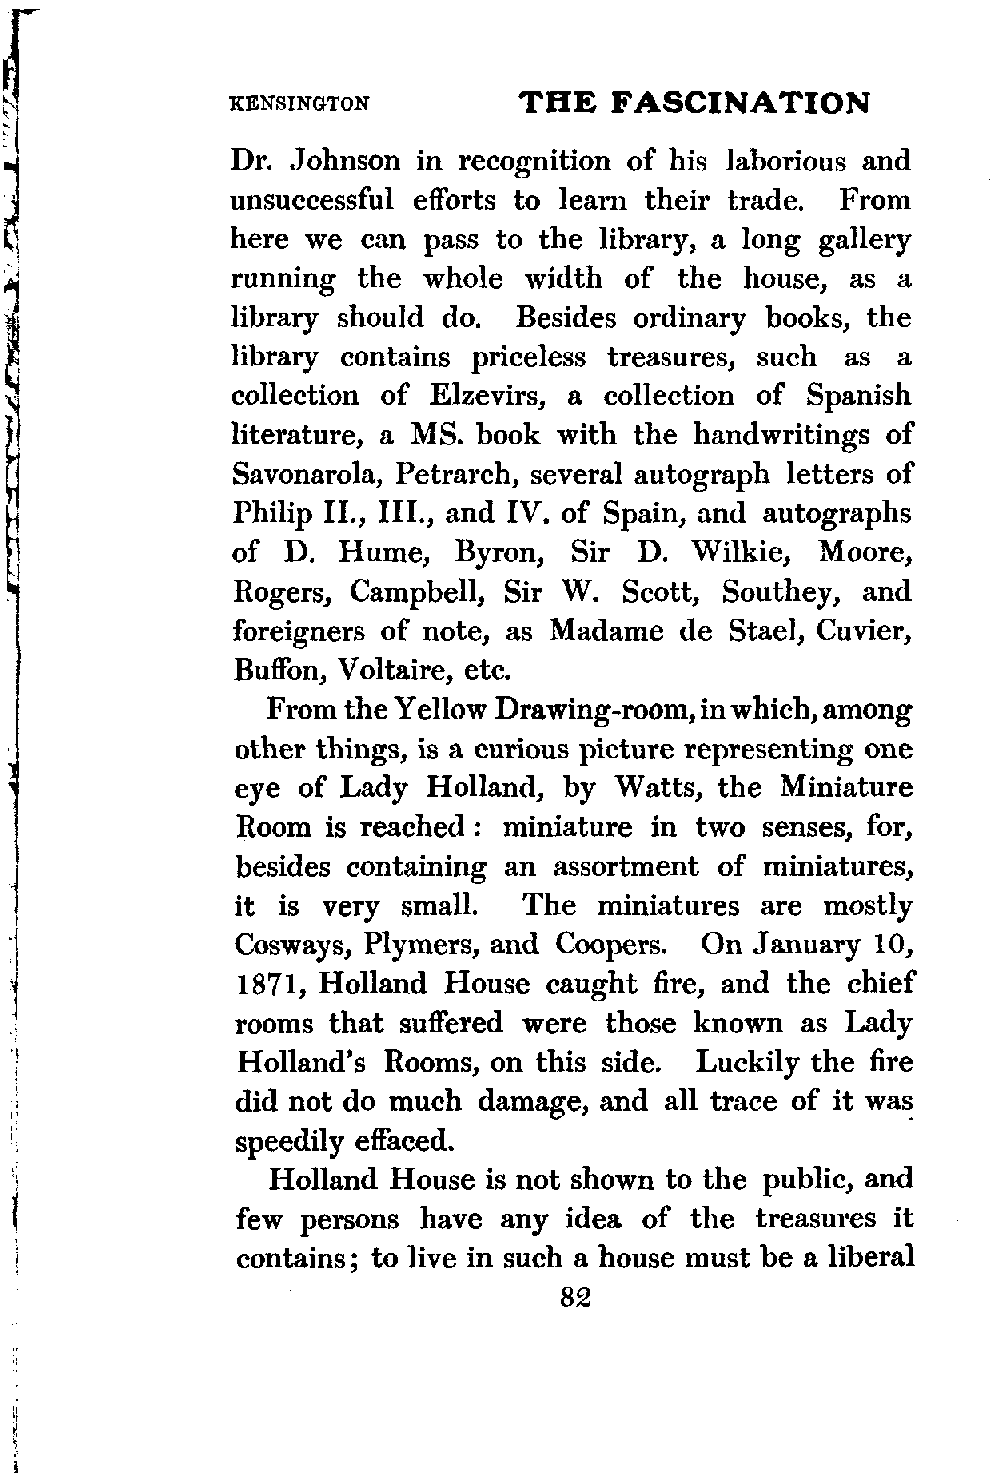 KENSINGTON THE FASCINATION
Dr. Johnson in recognition of his laborious and
unsuccessful efforts to learn their trade. From
here we can pass to the library, a long gallery
running the whole width of the house, as a
library should do. Besides ordinary books, the
library contains priceless treasures, such as a
collection of Elzevirs, a collection of Spanish
literature, a MS. book with the handwritings of
Savonarola, Petrarch, several autograph letters of
Philip II., III., and IV. of Spain, and autographs
of D. Hume, Byron, Sir D. Wilkie, Moore,
Rogers, Campbell, Sir W. Scott, Southey, and
foreigners of note, as Madame de Stael, Cuvier,
Buffon, Voltaire, etc.
From the Yellow Drawing-room, in which, among
other things, is a curious picture representing one
eye of Lady Holland, by Watts, the Miniature
Room is reached : miniature in two senses, for,
besides containing an assortment of miniatures,
it is very small. The miniatures are mostly
Cosways, Plymers, and Coopers. On January 10,
1871, Holland House caught fire, and the chief
rooms that suffered were those known as Lady
Holland's Rooms, on this side. Luckily the fire
did not do much damage, and all trace of it was
speedily effaced.
Holland House is not shown to the public, and
few persons have any idea of the treasures it
contains; to live in such a house must be a liberal
82